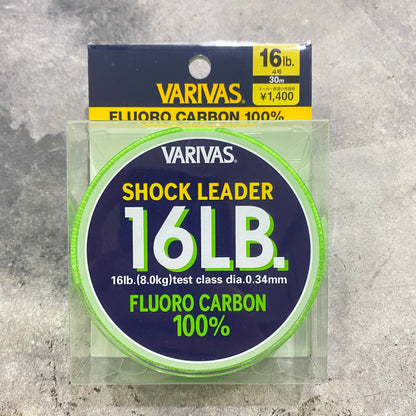 16lb.
4号
30m
メーカー希望小売価格
¥1,400
VARIVAS®
FLUORO CARBON 100%
VARIVAS®
SHOCK LEADER
16LB.
16lb.(8.0kg)test class dia.0.34mm
FLUORO CARBON
100%